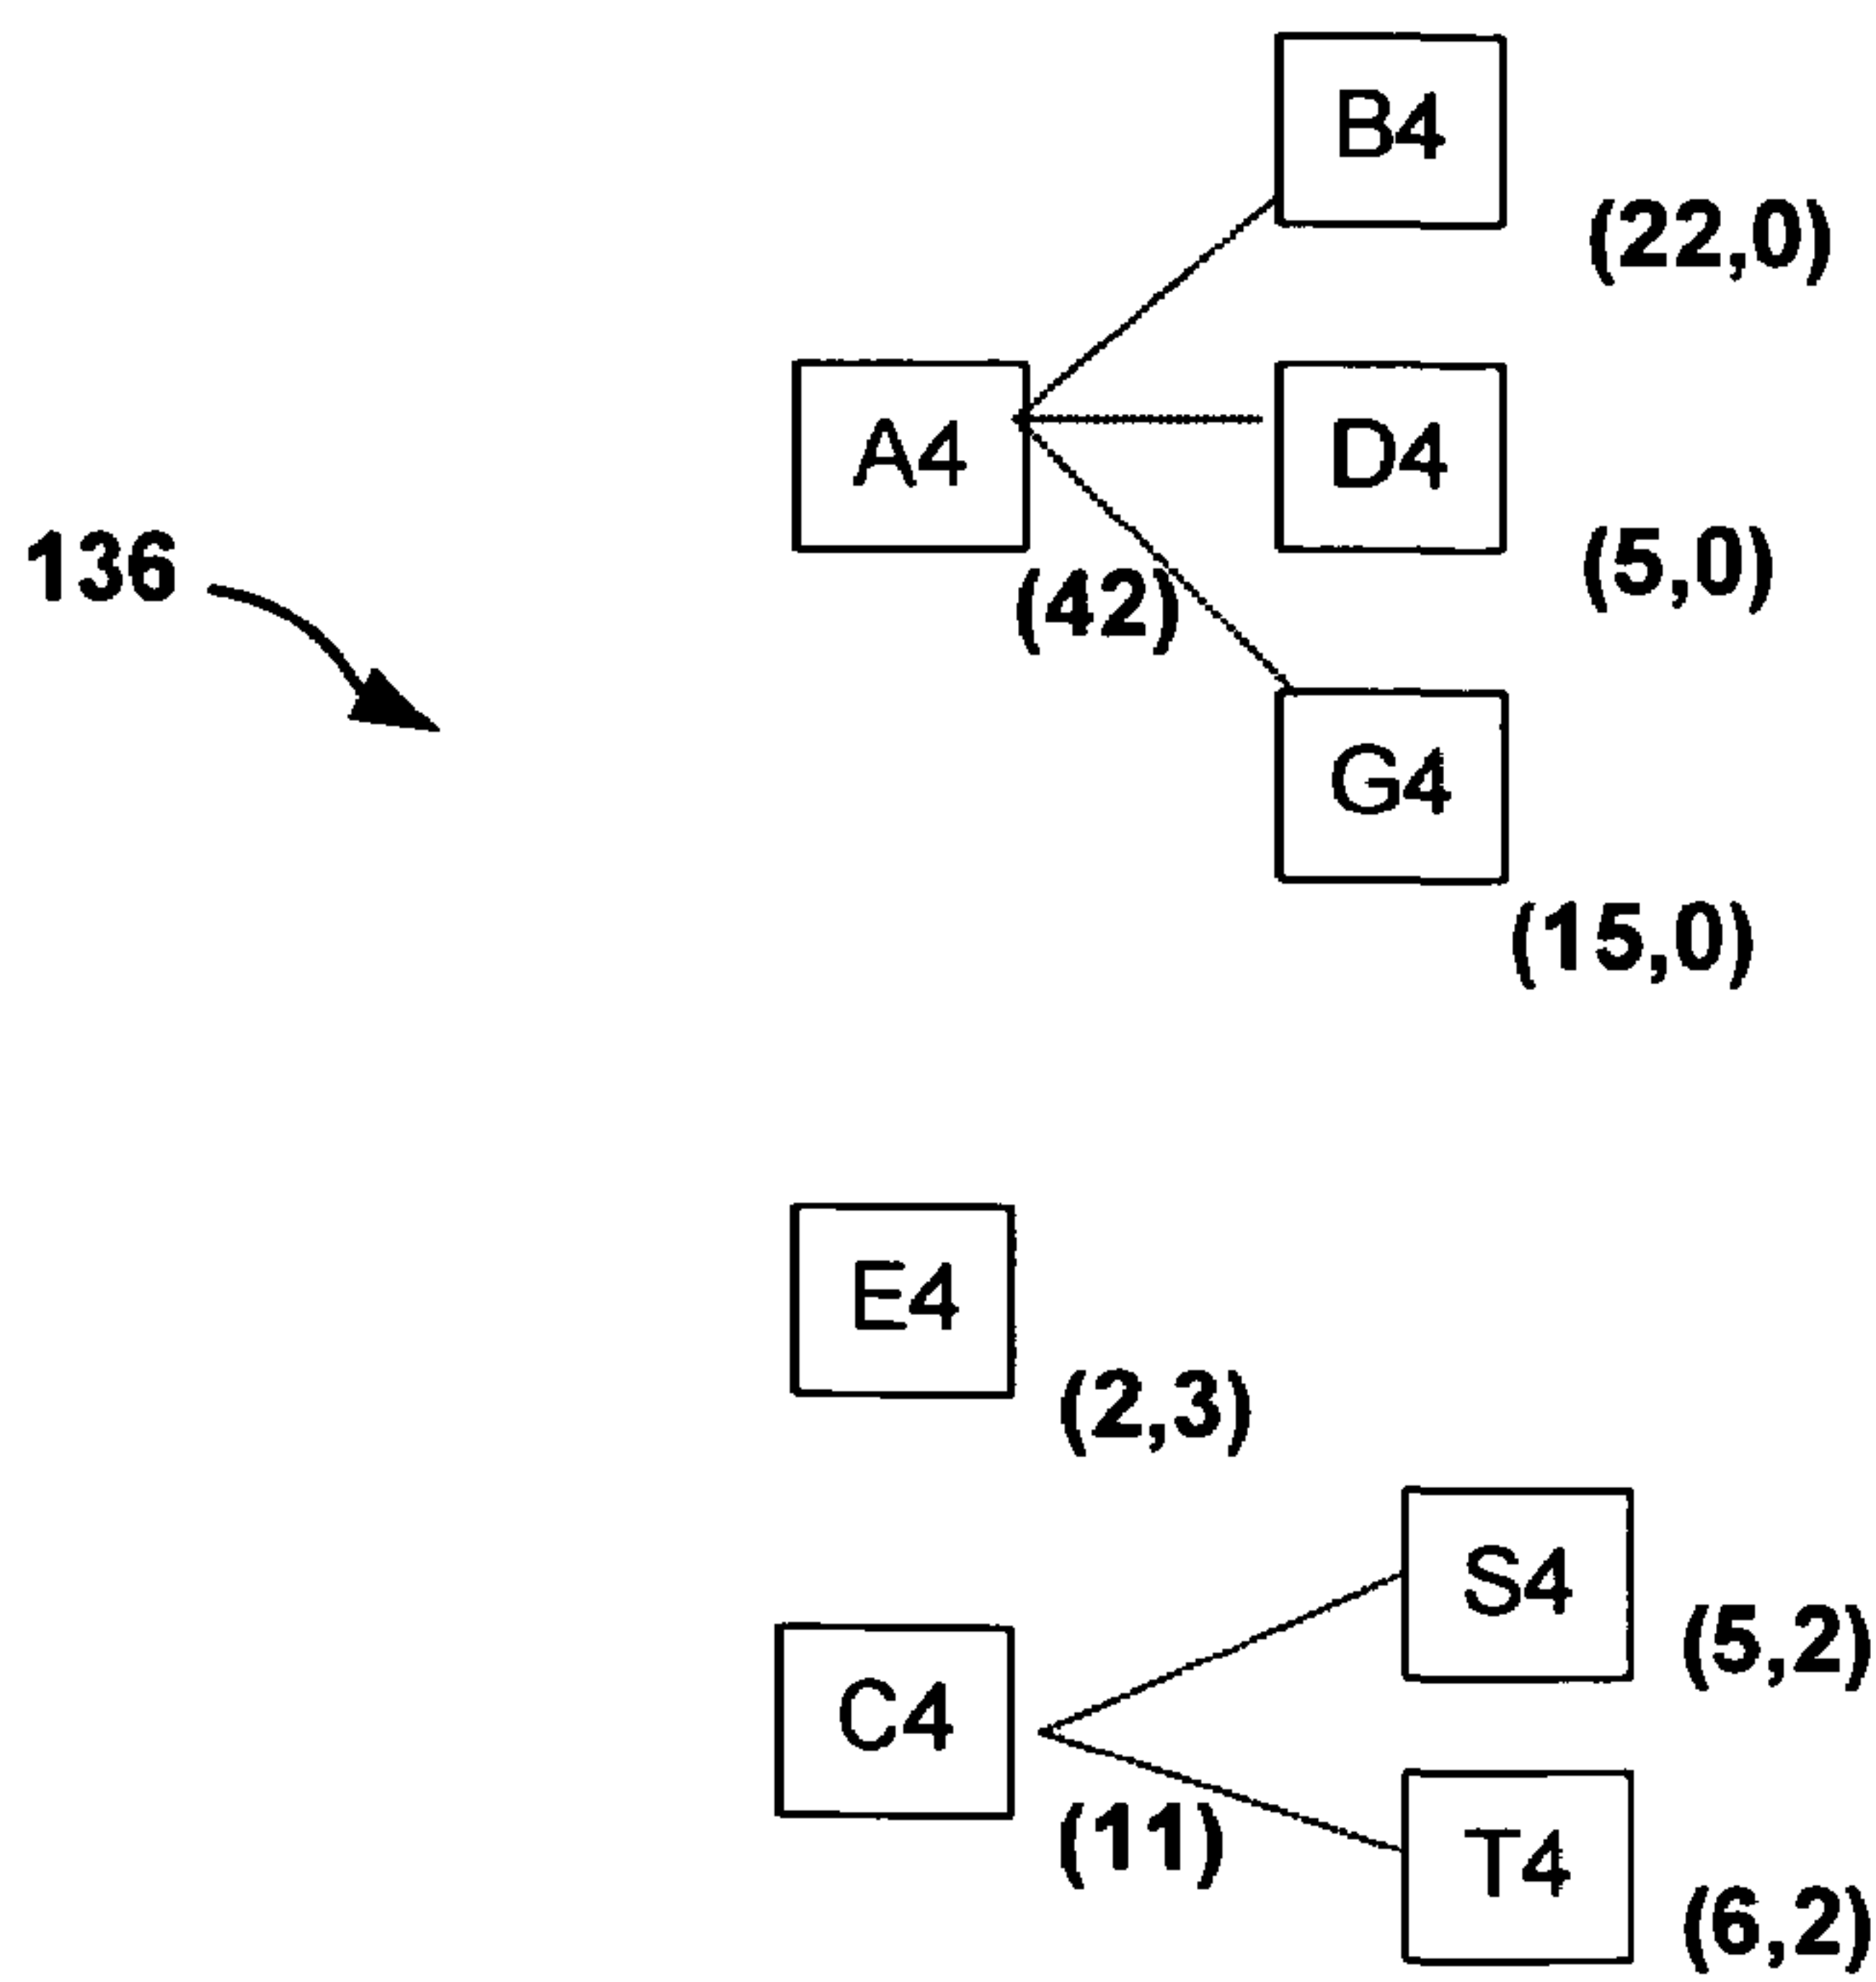 B4
(22,0)
A4
D4
136
(5,0)
(42)
G4
(15,0)
E4
(2,3)
S4
(5,2)
C4
(11)
T4
(6,2)